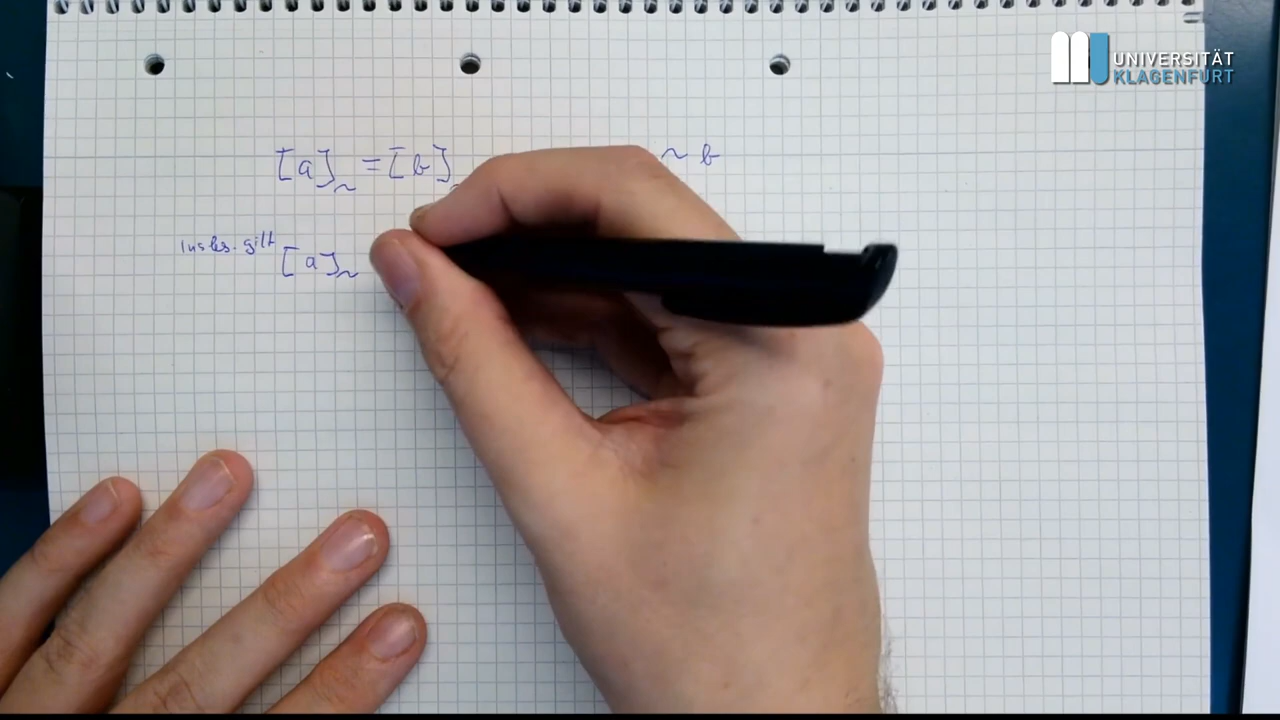 UNIVERSITÄT
KLAGENFURT
[a]~ = [b]~ ~ b
Insbes. gilt [a]~